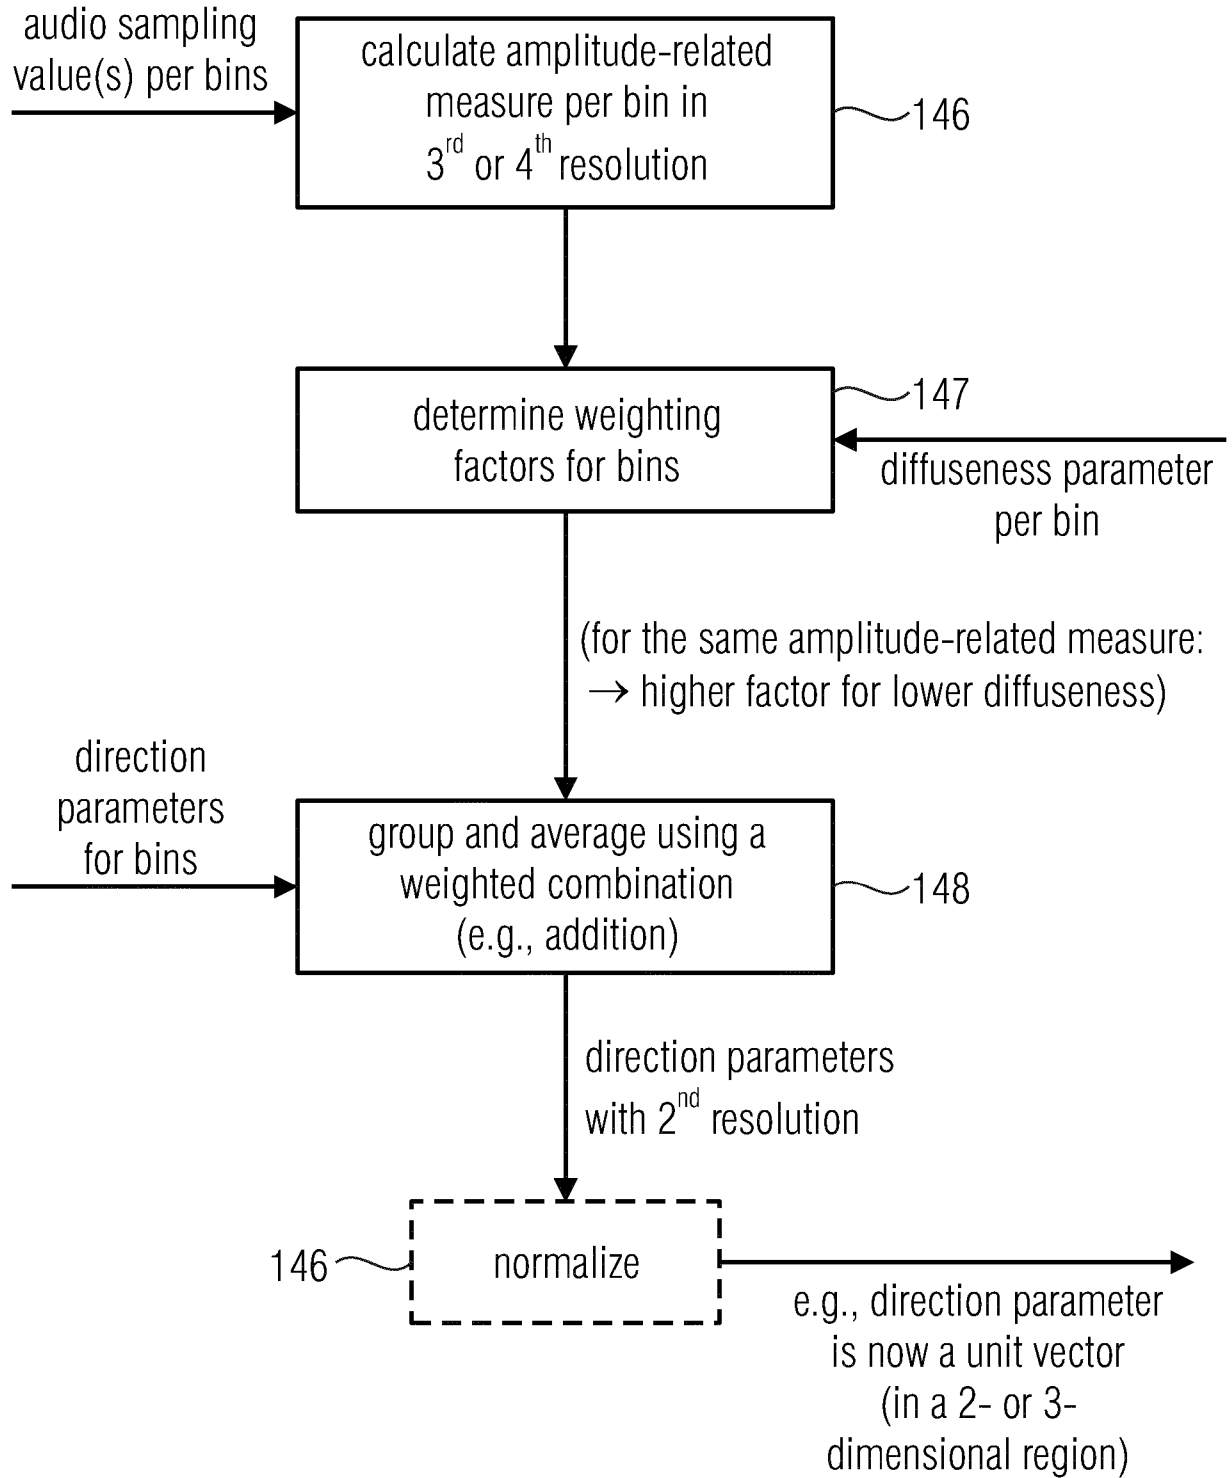 audio sampling
value(s) per bins
calculate amplitude-related
measure per bin in
3rd or 4th resolution
146
determine weighting
factors for bins
147
diffuseness parameter
per bin
(for the same amplitude-related measure:
→ higher factor for lower diffuseness)
direction
parameters
for bins
group and average using a
weighted combination
(e.g., addition)
148
direction parameters
with 2nd resolution
146
normalize
e.g., direction parameter
is now a unit vector
(in a 2- or 3-
dimensional region)